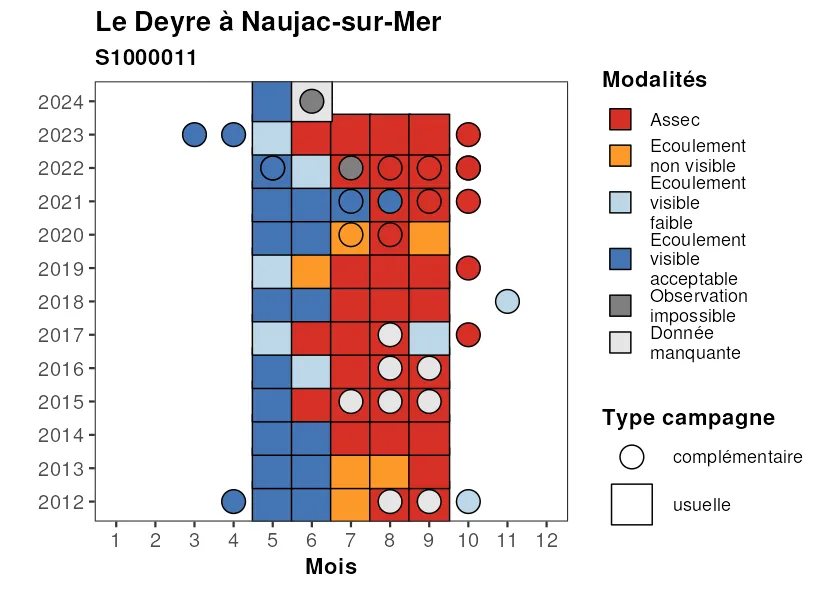 Le Deyre à Naujac-sur-Mer
S1000011
2024
2023
2022
2021
2020
2019
2018
2017
2016
2015
2014
2013
2012
1 2 3 4 5 6 7 8 9 10 11 12
Mois
Modalités
Assec
Ecoulement
non visible
Ecoulement
visible
faible
Ecoulement
visible
acceptable
Observation
impossible
Donnée
manquante
Type campagne
complémentaire
usuelle